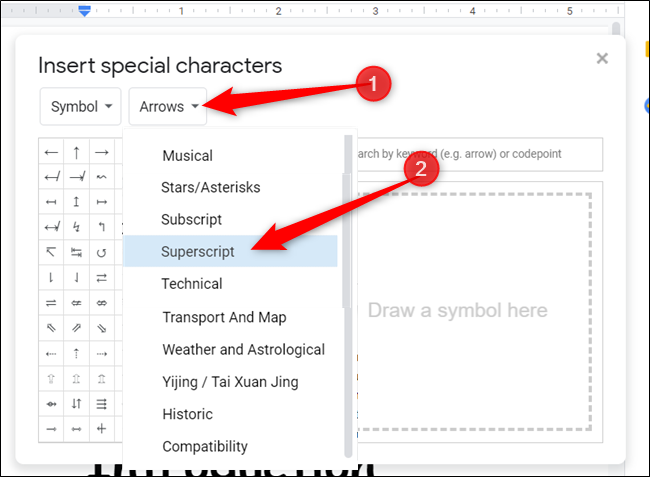 1 2 3 4 5
Insert special characters
×
Symbol Arrows
1
Musical
Stars/Asterisks
Subscript
Superscript
Technical
Transport And Map
Weather and Astrological
Yijing / Tai Xuan Jing
Historic
Compatibility
arch by keyword (e.g. arrow) or codepoint
2
Draw a symbol here
Introduction